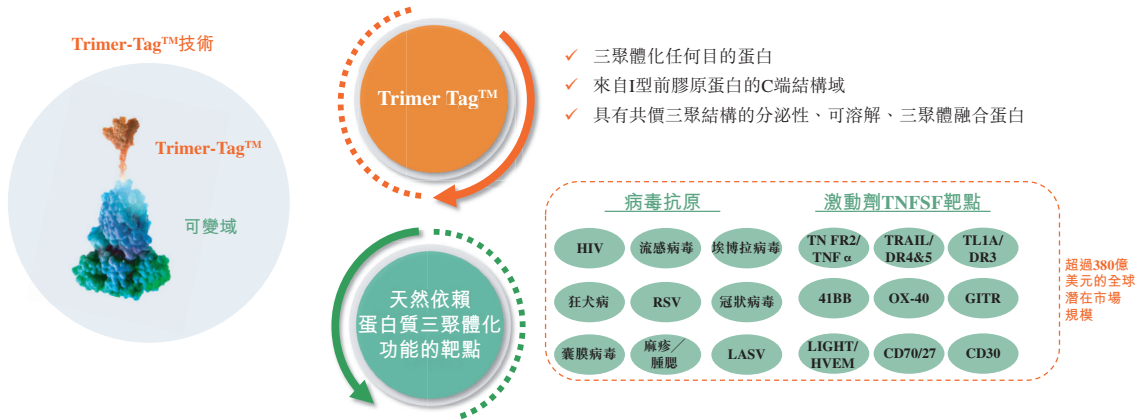 Trimer-Tag™技術
Trimer-Tag™
可變域
Trimer Tag™
✓ 三聚體化任何目的蛋白
✓ 來自I型前膠原蛋白的C端結構域
✓ 具有共價三聚結構的分泌性、可溶解、三聚體融合蛋白
天然依賴
蛋白質三聚體化
功能的靶點
病毒抗原
HIV 流感病毒 埃博拉病毒
狂犬病 RSV 冠狀病毒
囊膜病毒 麻疹／
腫腮 LASV
激動劑TNFSF靶點
TN FR2/
TNF α
TRAIL/
DR4&5
TL1A/
DR3
41BB OX-40 GITR
LIGHT/
HVEM
CD70/27 CD30
超過380億
美元的全球
潛在市場
規模